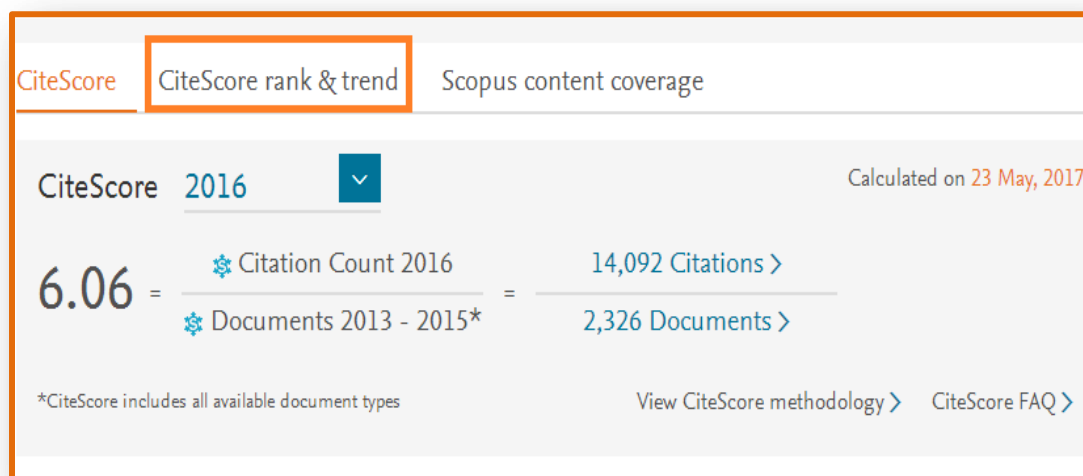 CiteScore CiteScore rank & trend Scopus content coverage
CiteScore 2016
Calculated on 23 May, 2017
6.06 = Citation Count 2016 = 14,092 Citations >
Documents 2013 - 2015* 2,326 Documents >
*CiteScore includes all available document types View CiteScore methodology > CiteScore FAQ >